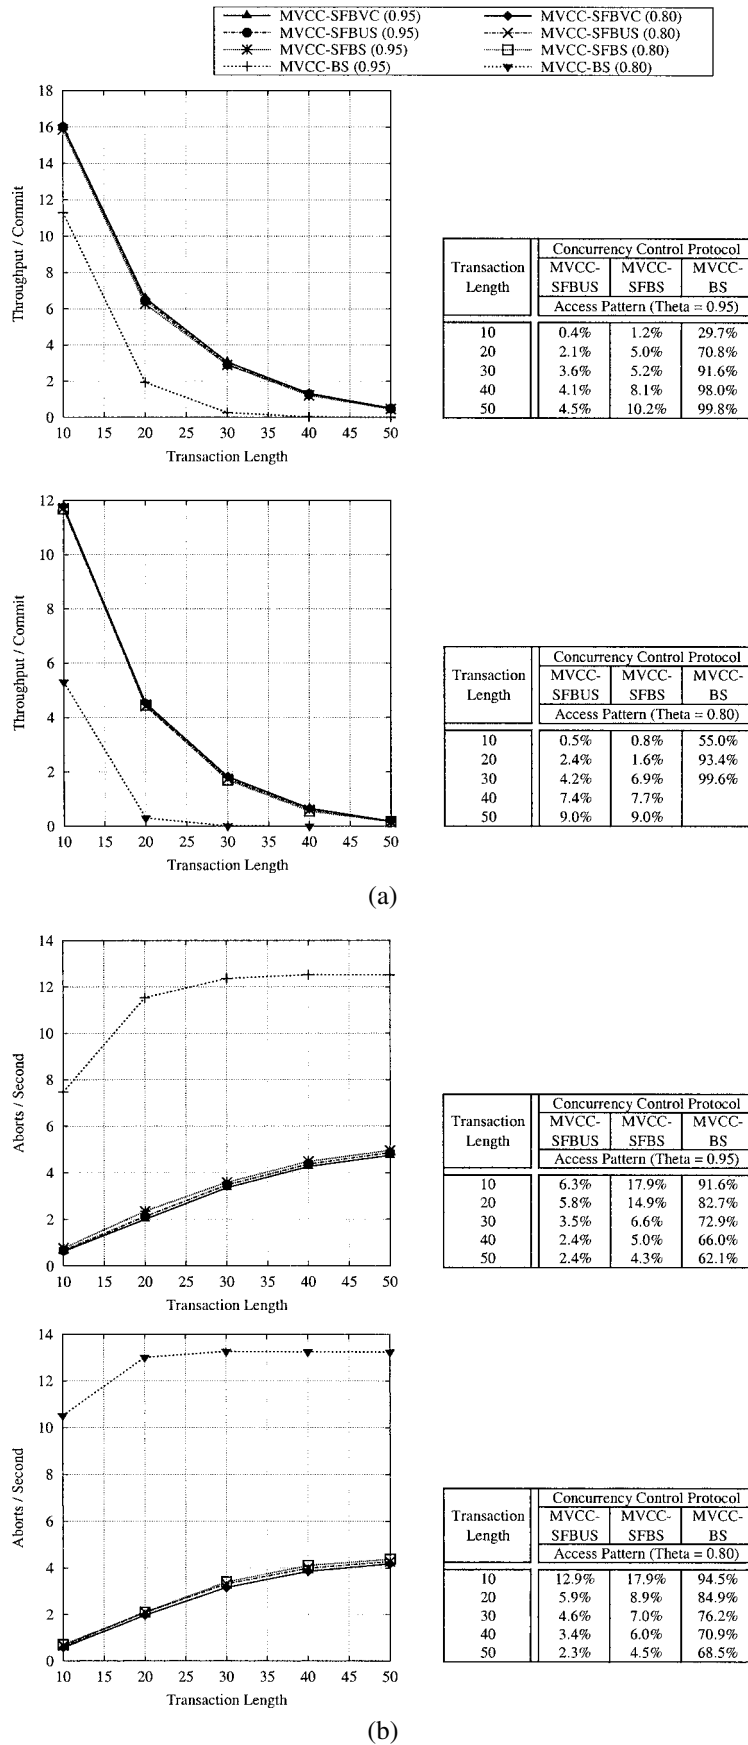 MVCC-SFBVC (0.95) MVCC-SFBVC (0.80)
MVCC-SFBUS (0.95) MVCC-SFBUS (0.80)
MVCC-SFBS (0.95) MVCC-SFBS (0.80)
MVCC-BS (0.95) MVCC-BS (0.80)
18
16
14
12
10
8
6
4
2
0
Throughput / Commit
10 15 20 25 30 35 40 45 50
Transaction Length
Transaction Length Concurrency Control Protocol
MVCC-SFBUS MVCC-SFBS MVCC-BS
Access Pattern (Theta = 0.95)
10 0.4% 1.2% 29.7%
20 2.1% 5.0% 70.8%
30 3.6% 5.2% 91.6%
40 4.1% 8.1% 98.0%
50 4.5% 10.2% 99.8%
12
10
8
6
4
2
0
Throughput / Commit
10 15 20 25 30 35 40 45 50
Transaction Length
Transaction Length Concurrency Control Protocol
MVCC-SFBUS MVCC-SFBS MVCC-BS
Access Pattern (Theta = 0.80)
10 0.5% 0.8% 55.0%
20 2.4% 1.6% 93.4%
30 4.2% 6.9% 99.6%
40 7.4% 7.7%
50 9.0% 9.0%
(a)
14
12
10
8
6
4
2
0
Aborts / Second
10 15 20 25 30 35 40 45 50
Transaction Length
Transaction Length Concurrency Control Protocol
MVCC-SFBUS MVCC-SFBS MVCC-BS
Access Pattern (Theta = 0.95)
10 6.3% 17.9% 91.6%
20 5.8% 14.9% 82.7%
30 3.5% 6.6% 72.9%
40 2.4% 5.0% 66.0%
50 2.4% 4.3% 62.1%
14
12
10
8
6
4
2
0
Aborts / Second
10 15 20 25 30 35 40 45 50
Transaction Length
Transaction Length Concurrency Control Protocol
MVCC-SFBUS MVCC-SFBS MVCC-BS
Access Pattern (Theta = 0.80)
10 12.9% 17.9% 94.5%
20 5.9% 8.9% 84.9%
30 4.6% 7.0% 76.2%
40 3.4% 6.0% 70.9%
50 2.3% 4.5% 68.5%
(b)